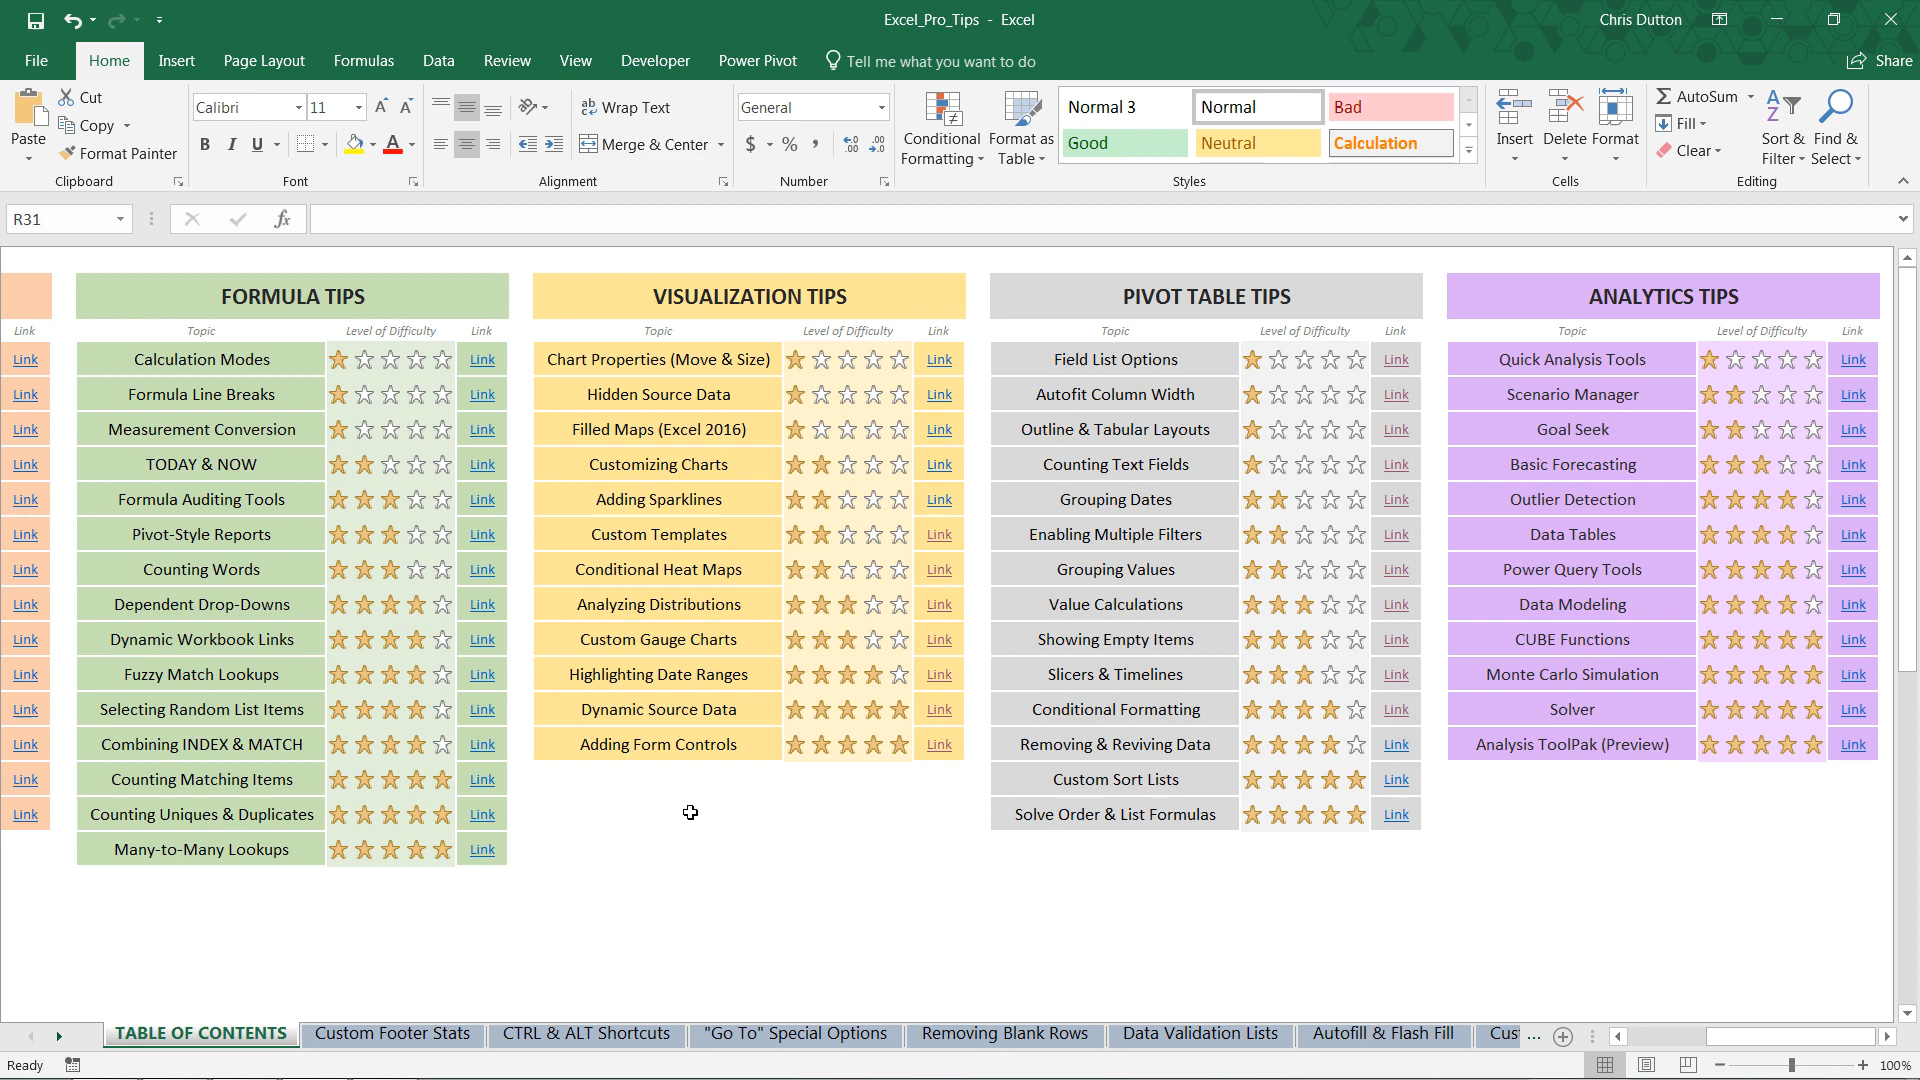 Excel_Pro_Tips - Excel
Chris Dutton
File Home Insert Page Layout Formulas Data Review View Developer Power Pivot Tell me what you want to do Share
Paste
Cut
Copy
Format Painter
Clipboard
Calibri 11 A A
B I U A
Font
Wrap Text
Merge & Center
Alignment
General
$ % , .00 .00
Number
Conditional Formatting
Format as Table
Normal 3 Normal Bad
Good Neutral Calculation
Styles
Insert Delete Format
Cells
AutoSum
Fill
Clear
Sort & Filter
Find & Select
Editing
R31
fx
FORMULA TIPS VISUALIZATION TIPS PIVOT TABLE TIPS ANALYTICS TIPS
Link Topic Level of Difficulty Link Topic Level of Difficulty Link Topic Level of Difficulty Link Topic Level of Difficulty Link
Link Calculation Modes Link Chart Properties (Move & Size) Link Field List Options Link Quick Analysis Tools Link
Link Formula Line Breaks Link Hidden Source Data Link Autofit Column Width Link Scenario Manager Link
Link Measurement Conversion Link Filled Maps (Excel 2016) Link Outline & Tabular Layouts Link Goal Seek Link
Link TODAY & NOW Link Customizing Charts Link Counting Text Fields Link Basic Forecasting Link
Link Formula Auditing Tools Link Adding Sparklines Link Grouping Dates Link Outlier Detection Link
Link Pivot-Style Reports Link Custom Templates Link Enabling Multiple Filters Link Data Tables Link
Link Counting Words Link Conditional Heat Maps Link Grouping Values Link Power Query Tools Link
Link Dependent Drop-Downs Link Analyzing Distributions Link Value Calculations Link Data Modeling Link
Link Dynamic Workbook Links Link Custom Gauge Charts Link Showing Empty Items Link CUBE Functions Link
Link Fuzzy Match Lookups Link Highlighting Date Ranges Link Slicers & Timelines Link Monte Carlo Simulation Link
Link Selecting Random List Items Link Dynamic Source Data Link Conditional Formatting Link Solver Link
Link Combining INDEX & MATCH Link Adding Form Controls Link Removing & Reviving Data Link Analysis ToolPak (Preview) Link
Link Counting Matching Items Link Custom Sort Lists Link
Link Counting Uniques & Duplicates Link Solve Order & List Formulas Link
Many-to-Many Lookups Link
TABLE OF CONTENTS Custom Footer Stats CTRL & ALT Shortcuts "Go To" Special Options Removing Blank Rows Data Validation Lists Autofill & Flash Fill Cus ...
Ready 100%